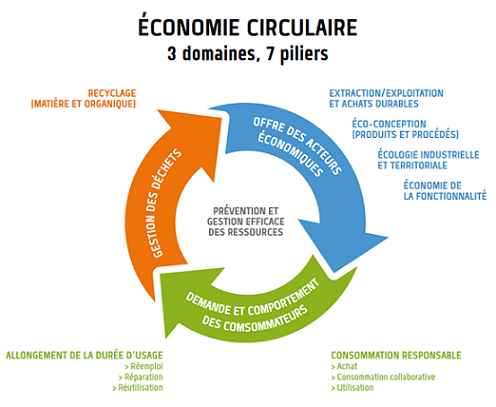 ÉCONOMIE CIRCULAIRE
3 domaines, 7 piliers
RECYCLAGE
(MATIÈRE ET ORGANIQUE)
EXTRACTION/EXPLOITATION
ET ACHATS DURABLES
ÉCO-CONCEPTION
(PRODUITS ET PROCÉDÉS)
ÉCOLOGIE INDUSTRIELLE
ET TERRITORIALE
ÉCONOMIE DE
LA FONCTIONNALITÉ
OFFRE DES ACTEURS
ÉCONOMIQUES
GESTION DES DÉCHETS
PRÉVENTION ET
GESTION EFFICACE
DES RESSOURCES
DEMANDE ET COMPORTEMENT
DES COMSOMMATEURS
ALLONGEMENT DE LA DURÉE D'USAGE
> Réemploi
> Réparation
> Réutilisation
CONSOMMATION RESPONSABLE
> Achat
> Consommation collaborative
> Utilisation